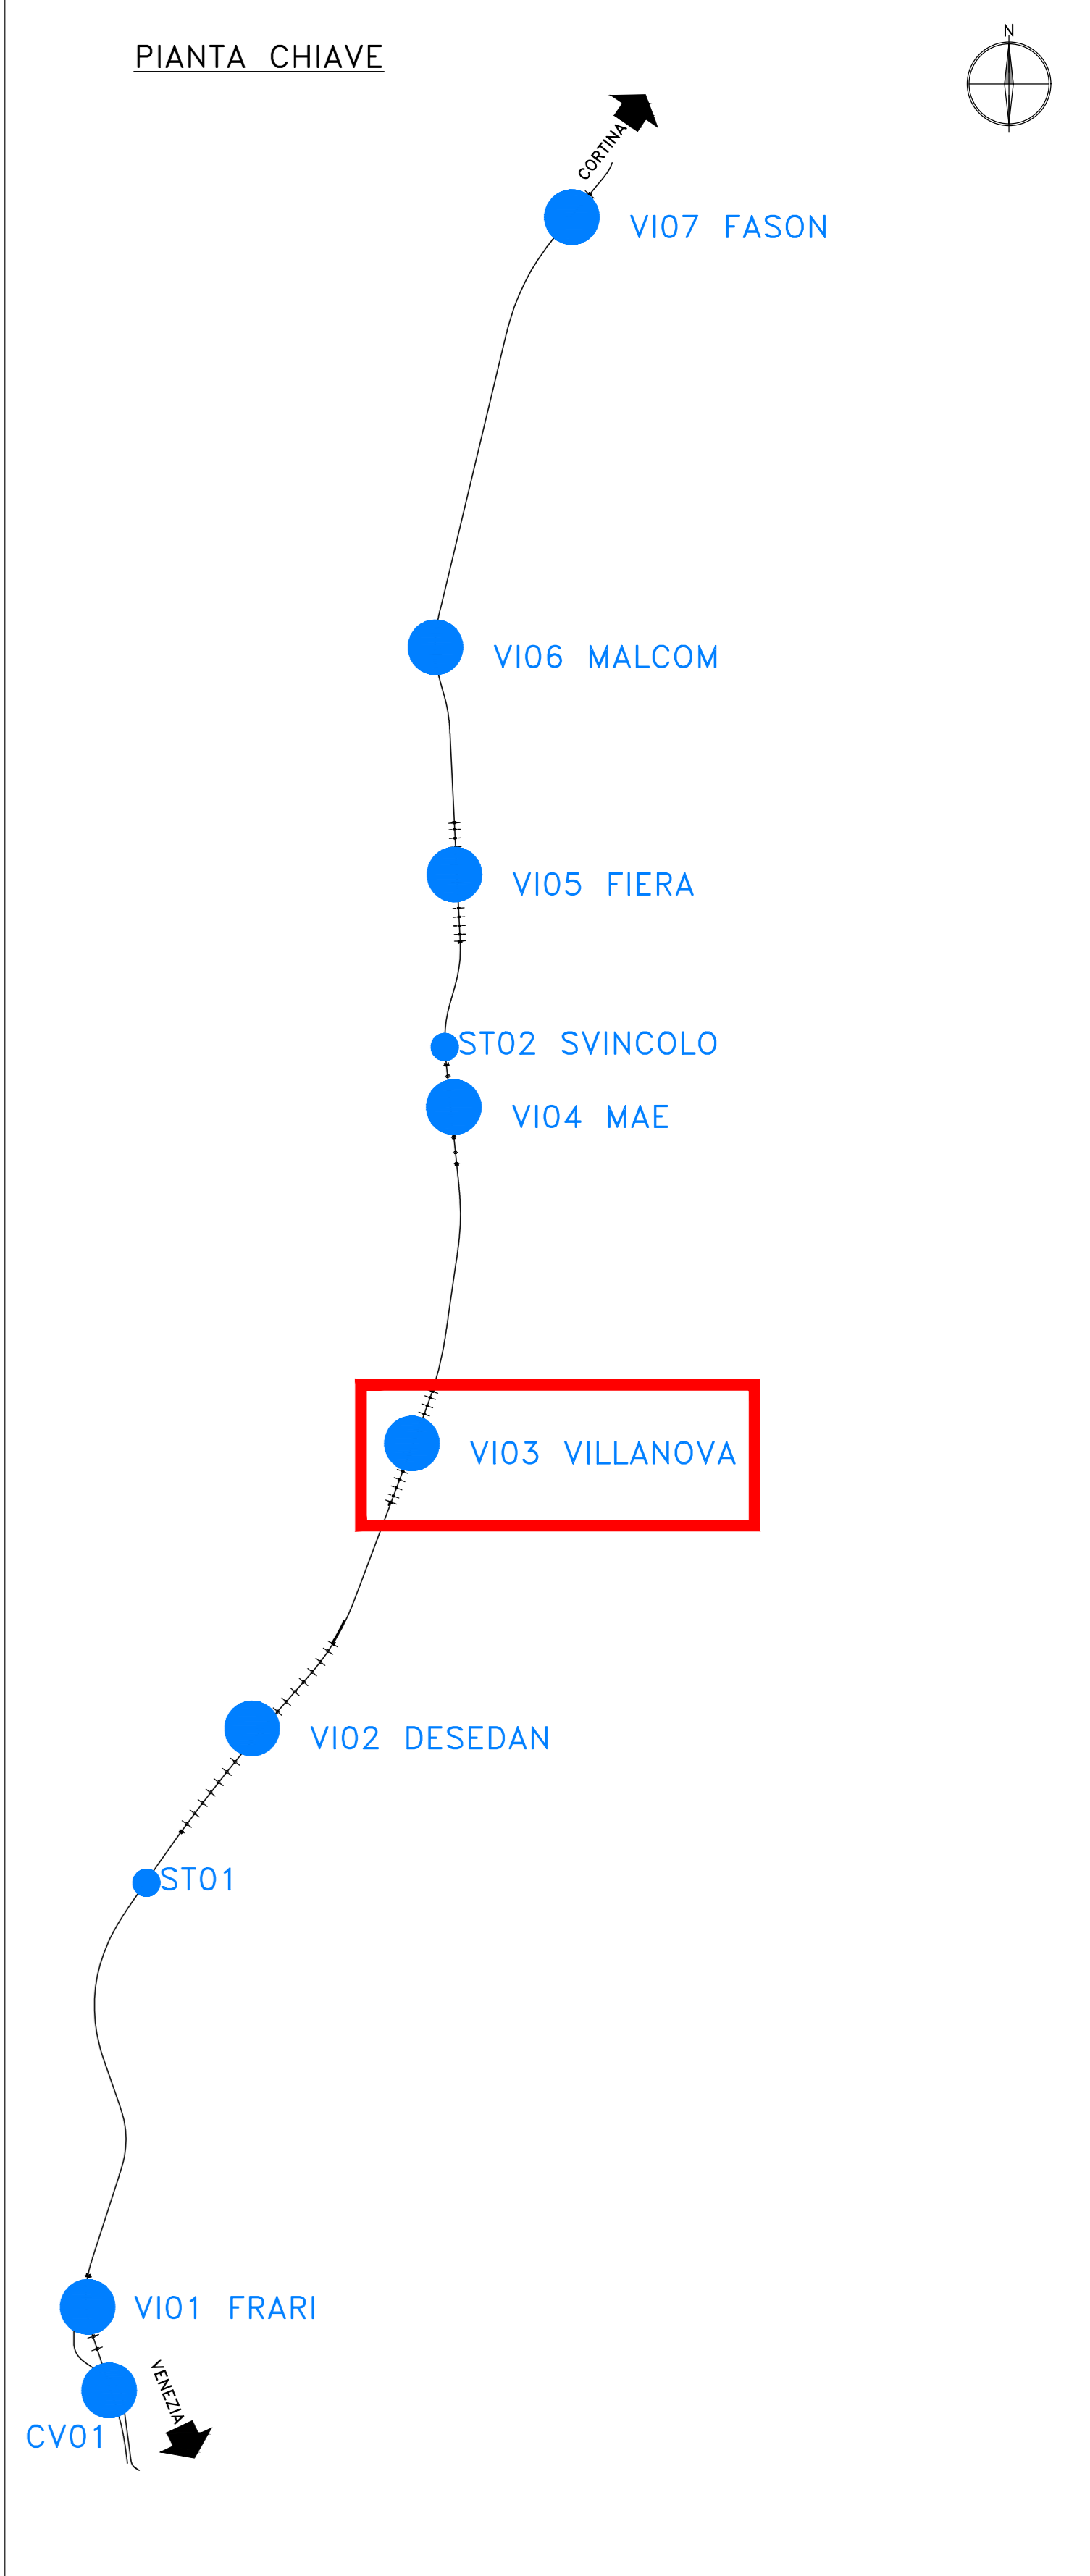 PIANTA CHIAVE
N
CORTINA
VI07 FASON
VI06 MALCOM
VI05 FIERA
ST02 SVINCOLO
VI04 MAE
VI03 VILLANOVA
VI02 DESEDAN
ST01
VI01 FRARI
VENEZIA
CV01